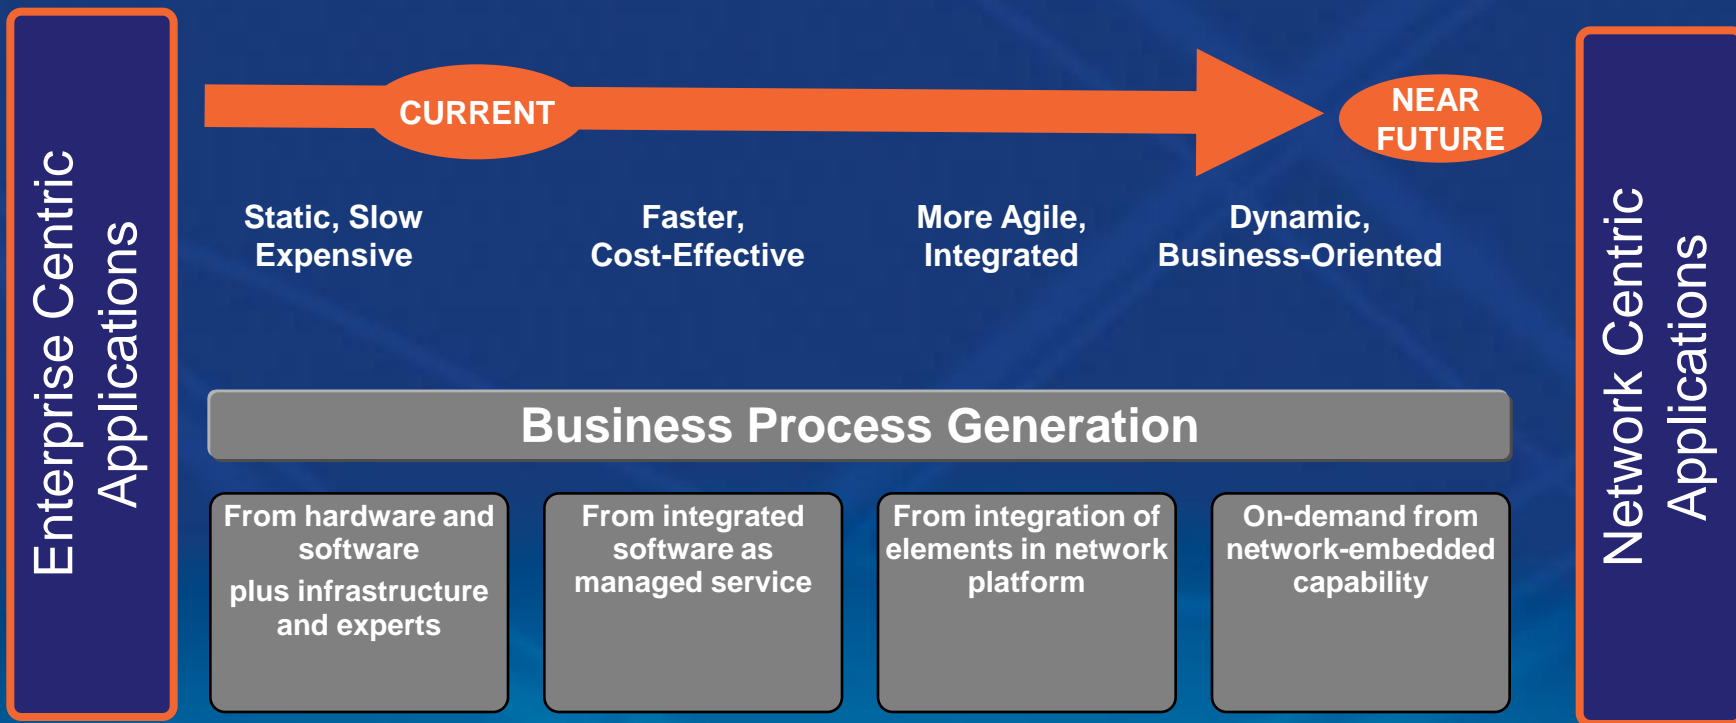 Enterprise Centric
Applications
CURRENT
NEAR
FUTURE
Static, Slow
Expensive
Faster,
Cost-Effective
More Agile,
Integrated
Dynamic,
Business-Oriented
Business Process Generation
From hardware and
software
plus infrastructure
and experts
From integrated
software as
managed service
From integration of
elements in network
platform
On-demand from
network-embedded
capability
Network Centric
Applications